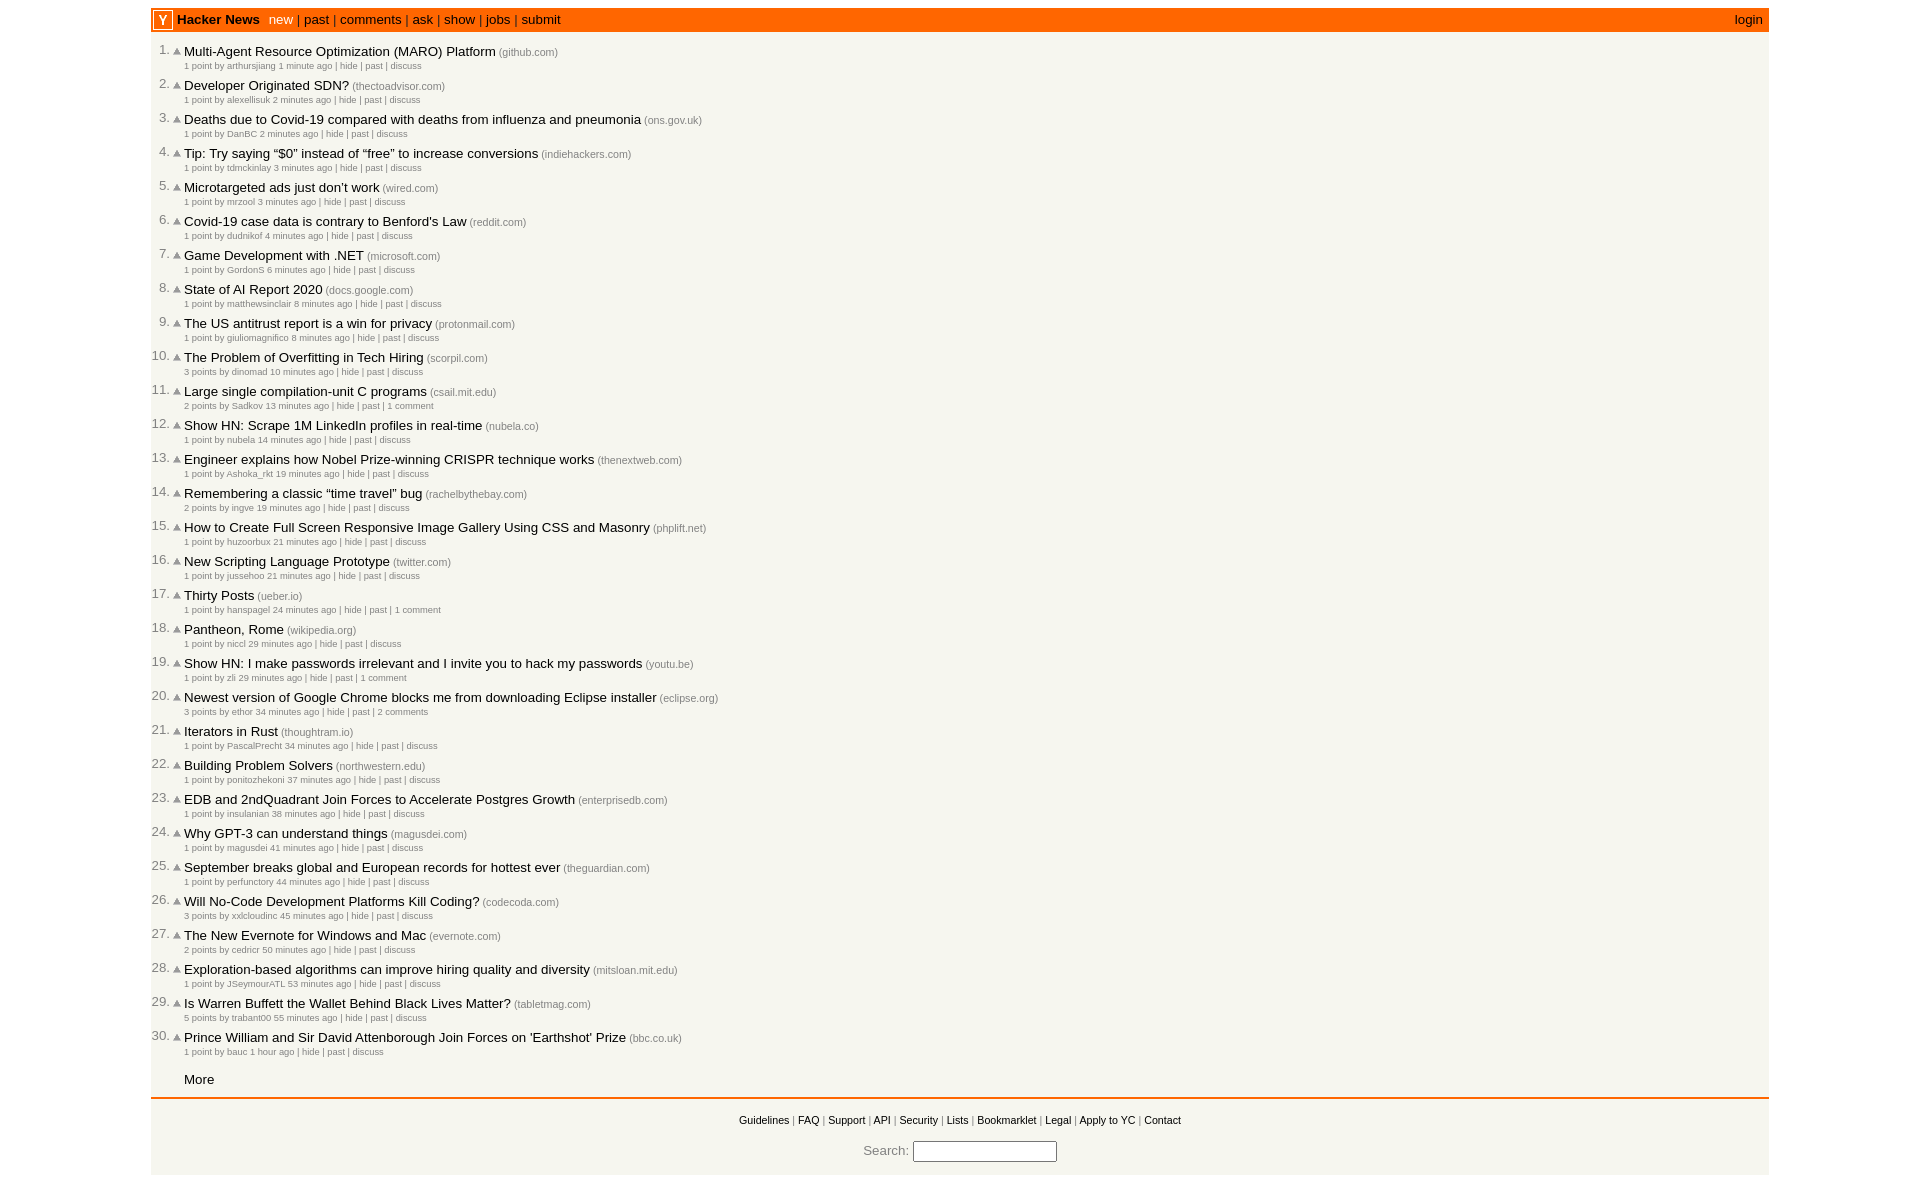 Y Hacker News new | past | comments | ask | show | jobs | submit login
1. Multi-Agent Resource Optimization (MARO) Platform (github.com)
1 point by arthursjiang 1 minute ago | hide | past | discuss
2. Developer Originated SDN? (thectoadvisor.com)
1 point by alexellisuk 2 minutes ago | hide | past | discuss
3. Deaths due to Covid-19 compared with deaths from influenza and pneumonia (ons.gov.uk)
1 point by DanBC 2 minutes ago | hide | past | discuss
4. Tip: Try saying “$0” instead of “free” to increase conversions (indiehackers.com)
1 point by tdmckinlay 3 minutes ago | hide | past | discuss
5. Microtargeted ads just don’t work (wired.com)
1 point by mrzool 3 minutes ago | hide | past | discuss
6. Covid-19 case data is contrary to Benford's Law (reddit.com)
1 point by dudnikof 4 minutes ago | hide | past | discuss
7. Game Development with .NET (microsoft.com)
1 point by GordonS 6 minutes ago | hide | past | discuss
8. State of AI Report 2020 (docs.google.com)
1 point by matthewsinclair 8 minutes ago | hide | past | discuss
9. The US antitrust report is a win for privacy (protonmail.com)
1 point by giuliomagnifico 8 minutes ago | hide | past | discuss
10. The Problem of Overfitting in Tech Hiring (scorpil.com)
3 points by dinomad 10 minutes ago | hide | past | discuss
11. Large single compilation-unit C programs (csail.mit.edu)
2 points by Sadkov 13 minutes ago | hide | past | 1 comment
12. Show HN: Scrape 1M LinkedIn profiles in real-time (nubela.co)
1 point by nubela 14 minutes ago | hide | past | discuss
13. Engineer explains how Nobel Prize-winning CRISPR technique works (thenextweb.com)
1 point by Ashoka_rkt 19 minutes ago | hide | past | discuss
14. Remembering a classic “time travel” bug (rachelbythebay.com)
2 points by ingve 19 minutes ago | hide | past | discuss
15. How to Create Full Screen Responsive Image Gallery Using CSS and Masonry (phplift.net)
1 point by huzoorbux 21 minutes ago | hide | past | discuss
16. New Scripting Language Prototype (twitter.com)
1 point by jussehoo 21 minutes ago | hide | past | discuss
17. Thirty Posts (ueber.io)
1 point by hanspagel 24 minutes ago | hide | past | 1 comment
18. Pantheon, Rome (wikipedia.org)
1 point by niccl 29 minutes ago | hide | past | discuss
19. Show HN: I make passwords irrelevant and I invite you to hack my passwords (youtu.be)
1 point by zli 29 minutes ago | hide | past | 1 comment
20. Newest version of Google Chrome blocks me from downloading Eclipse installer (eclipse.org)
3 points by ethor 34 minutes ago | hide | past | 2 comments
21. Iterators in Rust (thoughtram.io)
1 point by PascalPrecht 34 minutes ago | hide | past | discuss
22. Building Problem Solvers (northwestern.edu)
1 point by ponitozhekoni 37 minutes ago | hide | past | discuss
23. EDB and 2ndQuadrant Join Forces to Accelerate Postgres Growth (enterprisedb.com)
1 point by insulanian 38 minutes ago | hide | past | discuss
24. Why GPT-3 can understand things (magusdei.com)
1 point by magusdei 41 minutes ago | hide | past | discuss
25. September breaks global and European records for hottest ever (theguardian.com)
1 point by perfunctory 44 minutes ago | hide | past | discuss
26. Will No-Code Development Platforms Kill Coding? (codecoda.com)
3 points by xxlcloudinc 45 minutes ago | hide | past | discuss
27. The New Evernote for Windows and Mac (evernote.com)
2 points by cedricr 50 minutes ago | hide | past | discuss
28. Exploration-based algorithms can improve hiring quality and diversity (mitsloan.mit.edu)
1 point by JSeymourATL 53 minutes ago | hide | past | discuss
29. Is Warren Buffett the Wallet Behind Black Lives Matter? (tabletmag.com)
5 points by trabant00 55 minutes ago | hide | past | discuss
30. Prince William and Sir David Attenborough Join Forces on 'Earthshot' Prize (bbc.co.uk)
1 point by bauc 1 hour ago | hide | past | discuss
More
Guidelines | FAQ | Support | API | Security | Lists | Bookmarklet | Legal | Apply to YC | Contact
Search: